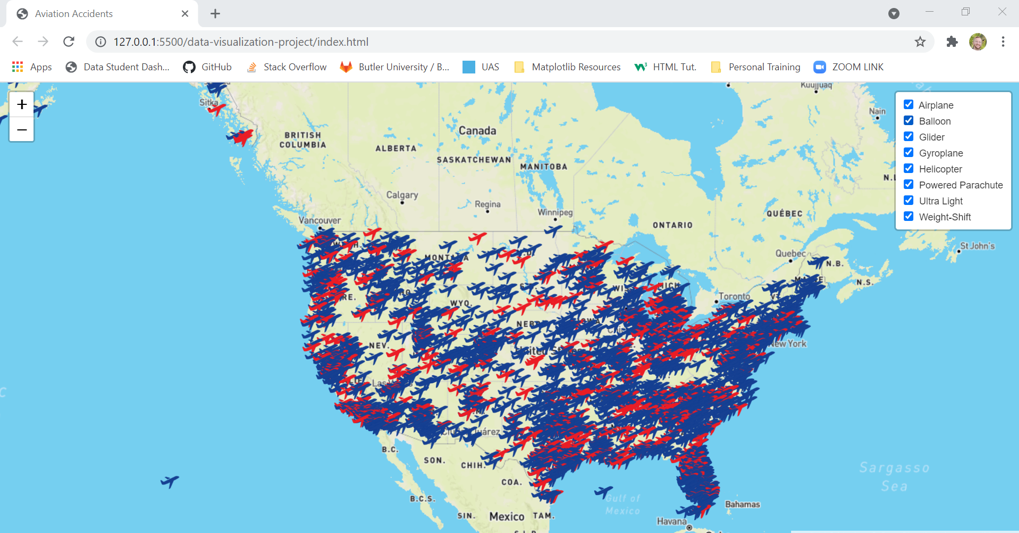 Aviation Accidents
127.0.0.1:5500/data-visualization-project/index.html
Apps
Data Student Dash...
GitHub
Stack Overflow
Butler University / B...
UAS
Matplotlib Resources
HTML Tut.
Personal Training
ZOOM LINK
+
−
Airplane
Balloon
Glider
Gyroplane
Helicopter
Powered Parachute
Ultra Light
Weight-Shift
Kuujjuaq
Nain
Sitka
BRITISH
COLUMBIA
Canada
ALBERTA
SASKATCHEWAN
MANITOBA
Calgary
Regina
Winnipeg
Vancouver
ONTARIO
QUÉBEC
Quebec
St John's
N.B.
N.S.
MONT
WYO.
NEV.
Toronto
New York
B.C.
SON.
CHIH.
COA.
B.C.S.
SIN.
Mexico
TAM.
Gulf of
Mexico
Havana
Bahamas
Sargasso
Sea